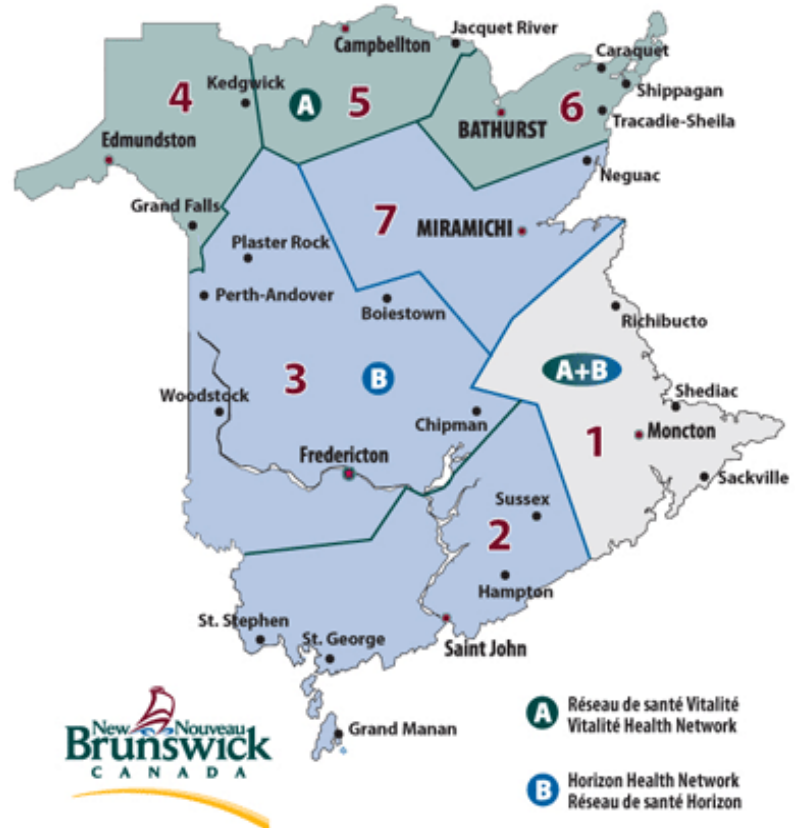 Jacquet River
Campbellton
Caraquet
Kedgwick
4
A
5
6
Shippagan
BATHURST
Tracadie-Sheila
Edmundston
Neguac
Grand Falls
7
MIRAMICHI
Plaster Rock
Perth-Andover
Boiestown
Richibucto
A+B
3
B
Woodstock
Shediac
Chipman
1
Moncton
Fredericton
Sackville
Sussex
2
Hampton
St. Stephen
St. George
Saint John
Grand Manan
New Nouveau
Brunswick
CANADA
A
Réseau de santé Vitalité
Vitalité Health Network
B
Horizon Health Network
Réseau de santé Horizon